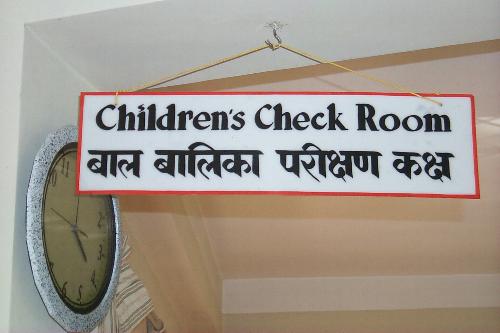 Children's Check Room
बाल बालिका परीक्षण कक्ष